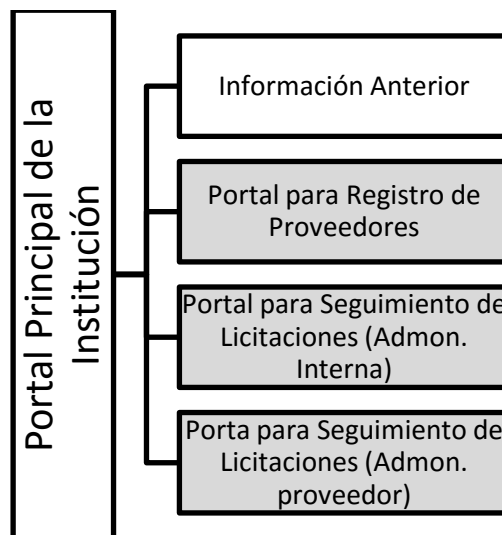 Portal Principal de la
Institución
Información Anterior
Portal para Registro de
Proveedores
Portal para Seguimiento de
Licitaciones (Admon.
Interna)
Porta para Seguimiento de
Licitaciones (Admon.
proveedor)